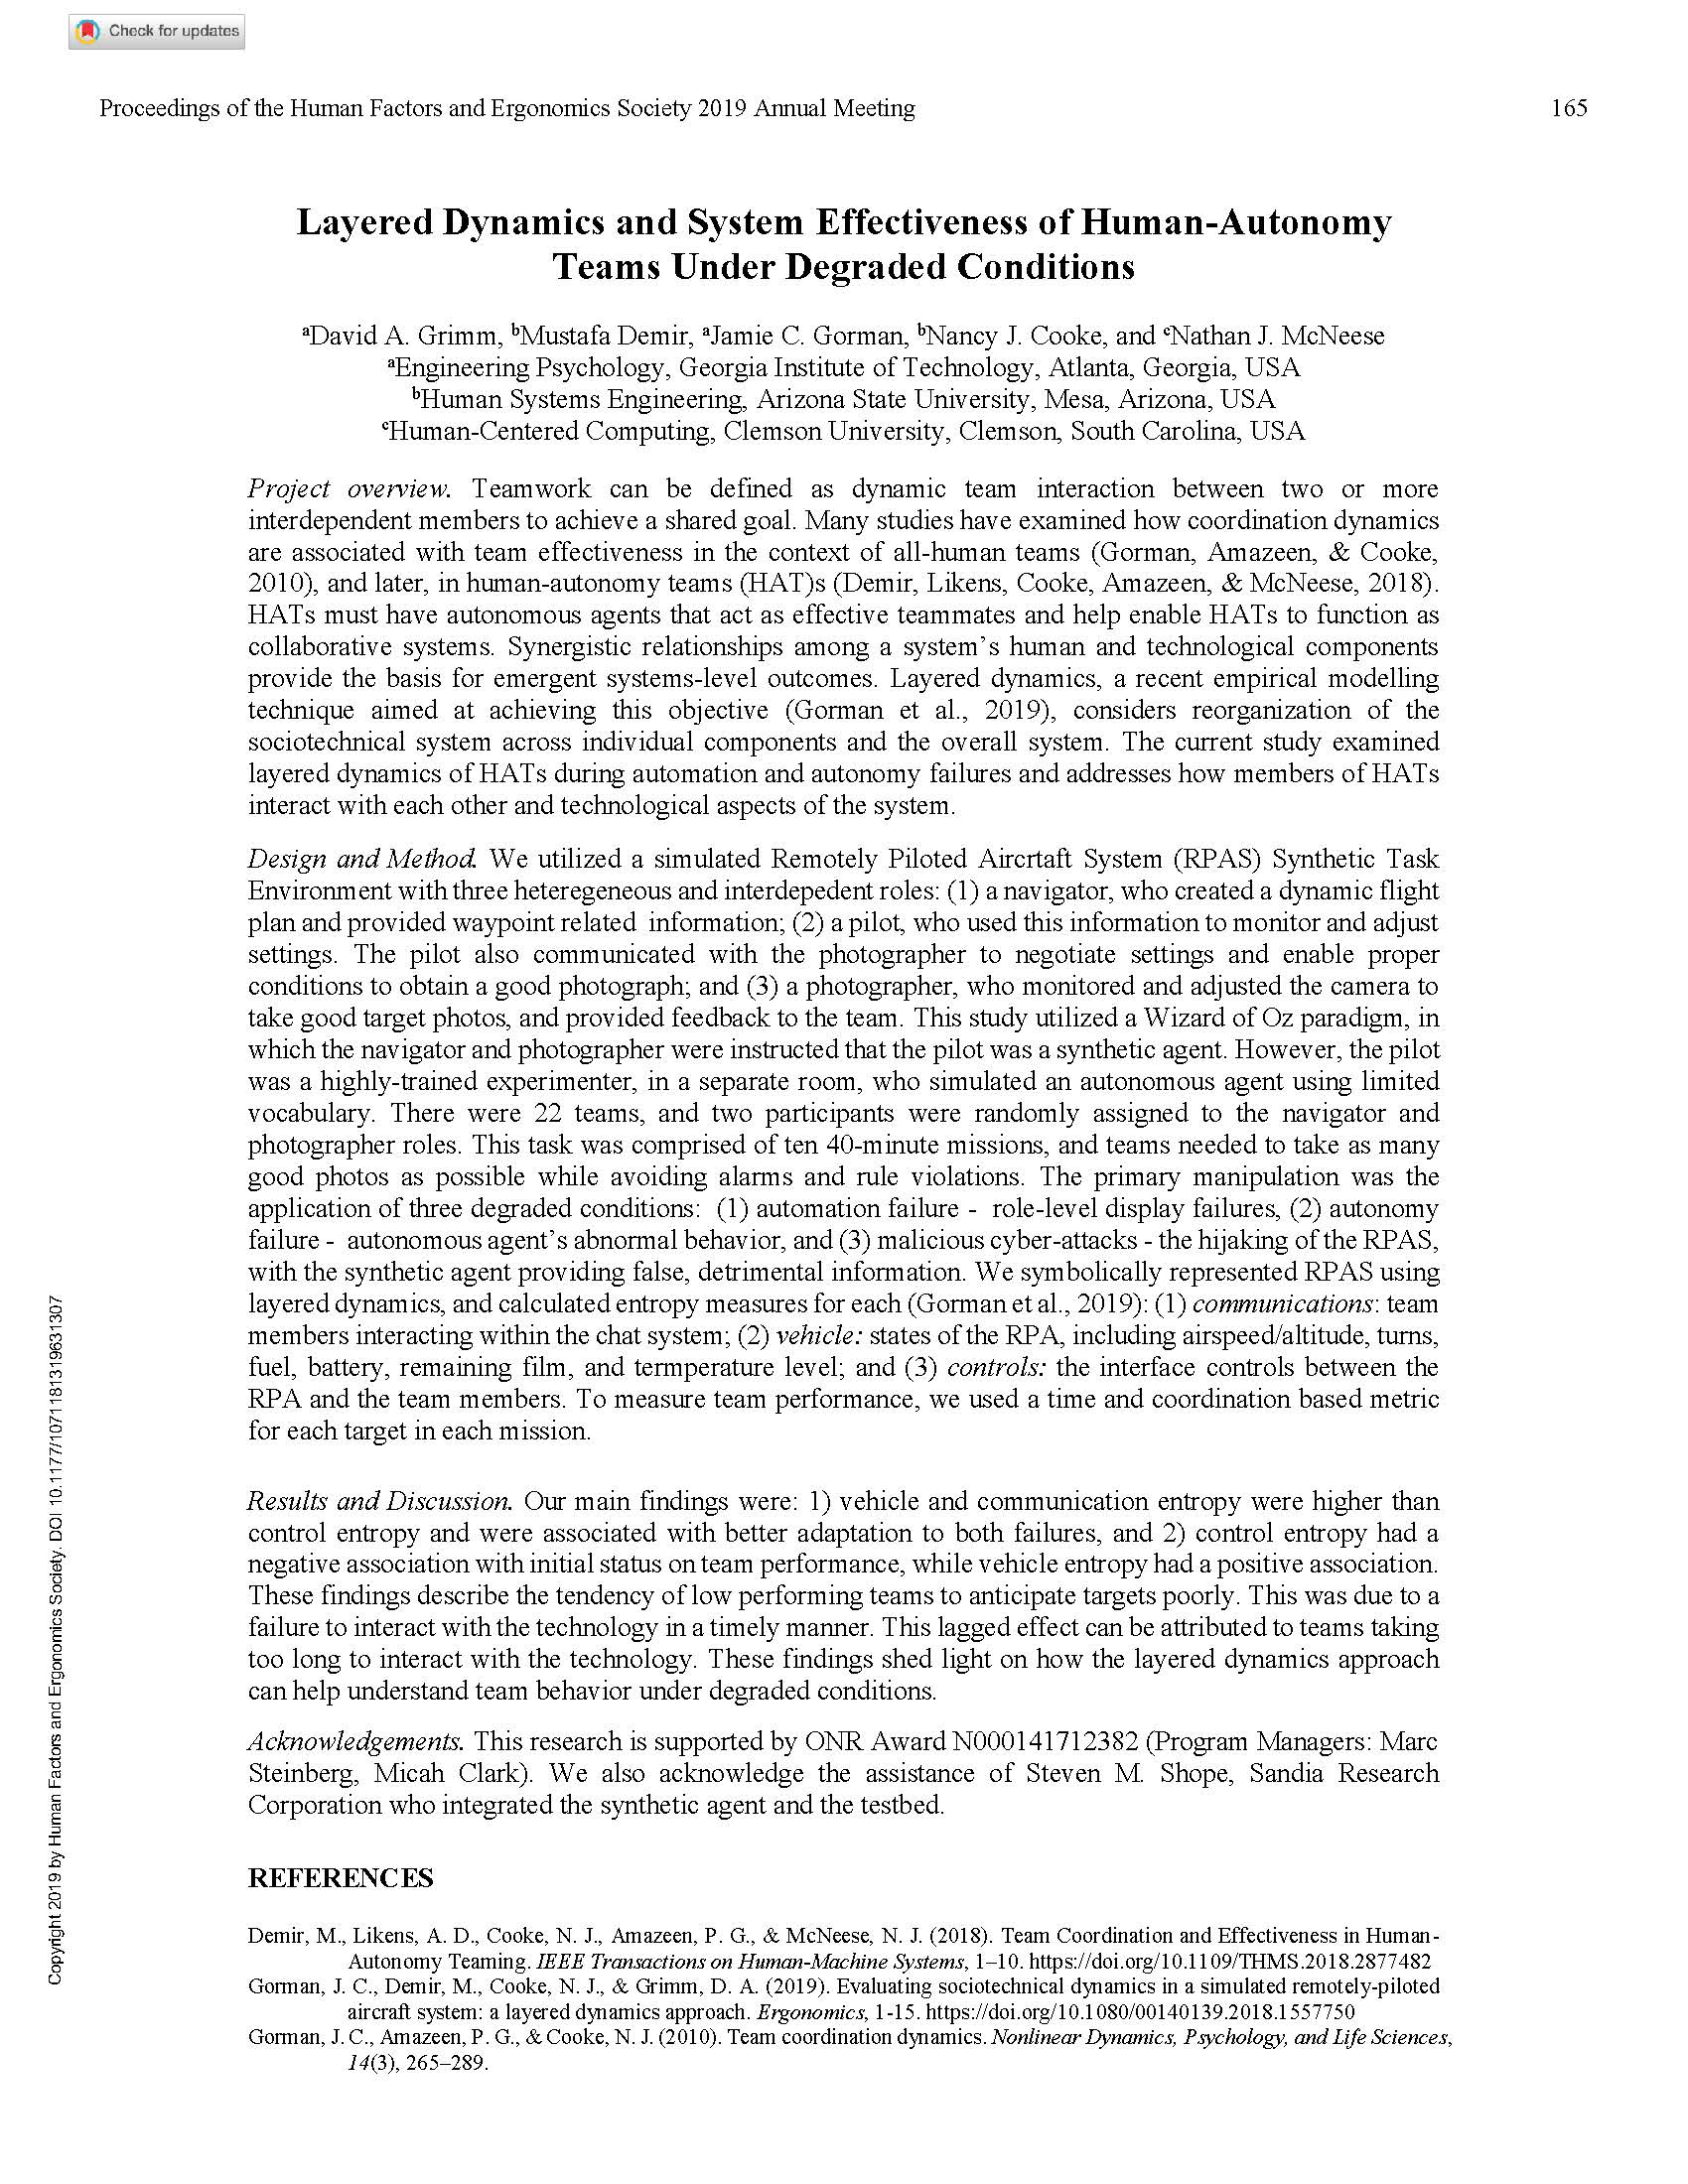 Check for updates
Proceedings of the Human Factors and Ergonomics Society 2019 Annual Meeting 165
Layered Dynamics and System Effectiveness of Human-Autonomy
Teams Under Degraded Conditions
ᵃDavid A. Grimm, ᵇMustafa Demir, ᵃJamie C. Gorman, ᵇNancy J. Cooke, and ᶜNathan J. McNeese
ᵃEngineering Psychology, Georgia Institute of Technology, Atlanta, Georgia, USA
ᵇHuman Systems Engineering, Arizona State University, Mesa, Arizona, USA
ᶜHuman-Centered Computing, Clemson University, Clemson, South Carolina, USA
Project overview. Teamwork can be defined as dynamic team interaction between two or more
interdependent members to achieve a shared goal. Many studies have examined how coordination dynamics
are associated with team effectiveness in the context of all-human teams (Gorman, Amazeen, & Cooke,
2010), and later, in human-autonomy teams (HAT)s (Demir, Likens, Cooke, Amazeen, & McNeese, 2018).
HATs must have autonomous agents that act as effective teammates and help enable HATs to function as
collaborative systems. Synergistic relationships among a system’s human and technological components
provide the basis for emergent systems-level outcomes. Layered dynamics, a recent empirical modelling
technique aimed at achieving this objective (Gorman et al., 2019), considers reorganization of the
sociotechnical system across individual components and the overall system. The current study examined
layered dynamics of HATs during automation and autonomy failures and addresses how members of HATs
interact with each other and technological aspects of the system.
Design and Method. We utilized a simulated Remotely Piloted Aircrtaft System (RPAS) Synthetic Task
Environment with three heteregeneous and interdepedent roles: (1) a navigator, who created a dynamic flight
plan and provided waypoint related information; (2) a pilot, who used this information to monitor and adjust
settings. The pilot also communicated with the photographer to negotiate settings and enable proper
conditions to obtain a good photograph; and (3) a photographer, who monitored and adjusted the camera to
take good target photos, and provided feedback to the team. This study utilized a Wizard of Oz paradigm, in
which the navigator and photographer were instructed that the pilot was a synthetic agent. However, the pilot
was a highly-trained experimenter, in a separate room, who simulated an autonomous agent using limited
vocabulary. There were 22 teams, and two participants were randomly assigned to the navigator and
photographer roles. This task was comprised of ten 40-minute missions, and teams needed to take as many
good photos as possible while avoiding alarms and rule violations. The primary manipulation was the
application of three degraded conditions: (1) automation failure - role-level display failures, (2) autonomy
failure - autonomous agent’s abnormal behavior, and (3) malicious cyber-attacks - the hijaking of the RPAS,
with the synthetic agent providing false, detrimental information. We symbolically represented RPAS using
layered dynamics, and calculated entropy measures for each (Gorman et al., 2019): (1) communications: team
members interacting within the chat system; (2) vehicle: states of the RPA, including airspeed/altitude, turns,
fuel, battery, remaining film, and termperature level; and (3) controls: the interface controls between the
RPA and the team members. To measure team performance, we used a time and coordination based metric
for each target in each mission.
Results and Discussion. Our main findings were: 1) vehicle and communication entropy were higher than
control entropy and were associated with better adaptation to both failures, and 2) control entropy had a
negative association with initial status on team performance, while vehicle entropy had a positive association.
These findings describe the tendency of low performing teams to anticipate targets poorly. This was due to a
failure to interact with the technology in a timely manner. This lagged effect can be attributed to teams taking
too long to interact with the technology. These findings shed light on how the layered dynamics approach
can help understand team behavior under degraded conditions.
Acknowledgements. This research is supported by ONR Award N000141712382 (Program Managers: Marc
Steinberg, Micah Clark). We also acknowledge the assistance of Steven M. Shope, Sandia Research
Corporation who integrated the synthetic agent and the testbed.
REFERENCES
Demir, M., Likens, A. D., Cooke, N. J., Amazeen, P. G., & McNeese, N. J. (2018). Team Coordination and Effectiveness in Human-
Autonomy Teaming. IEEE Transactions on Human-Machine Systems, 1–10. https://doi.org/10.1109/THMS.2018.2877482
Gorman, J. C., Demir, M., Cooke, N. J., & Grimm, D. A. (2019). Evaluating sociotechnical dynamics in a simulated remotely-piloted
aircraft system: a layered dynamics approach. Ergonomics, 1-15. https://doi.org/10.1080/00140139.2018.1557750
Gorman, J. C., Amazeen, P. G., & Cooke, N. J. (2010). Team coordination dynamics. Nonlinear Dynamics, Psychology, and Life Sciences,
14(3), 265–289.
Copyright 2019 by Human Factors and Ergonomics Society. DOI 10.1177/1071181319631307